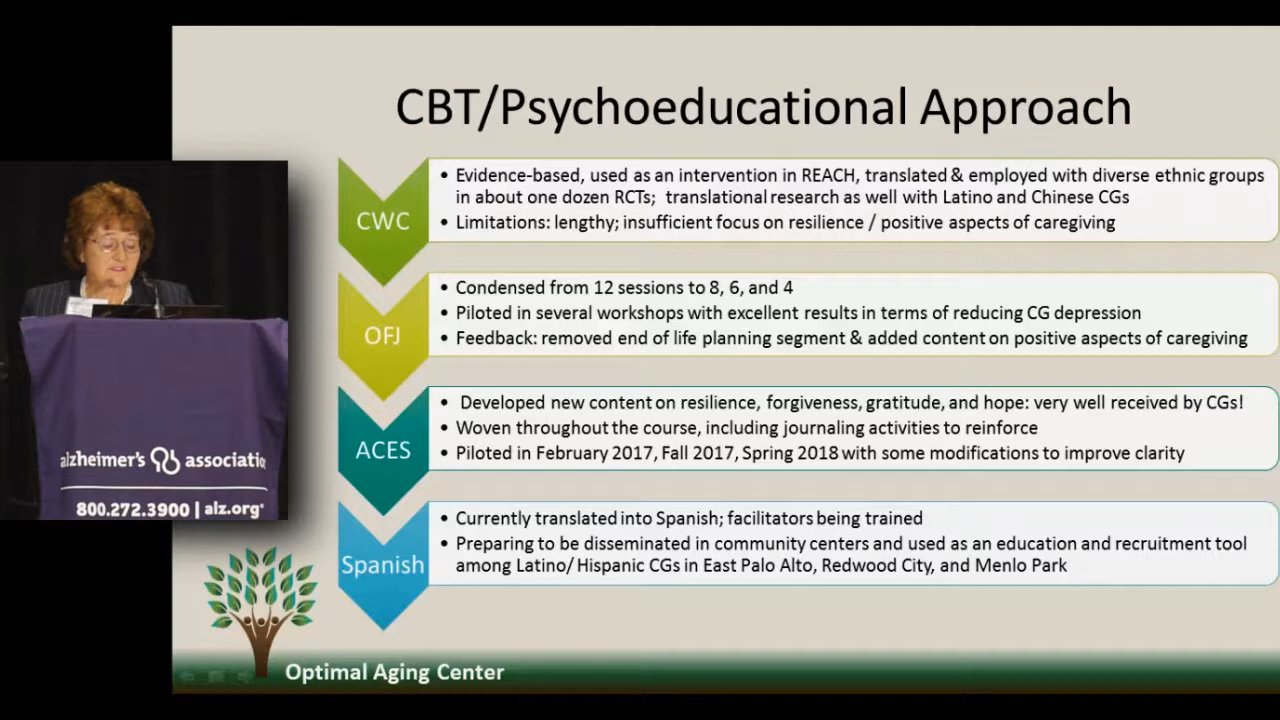 CBT/Psychoeducational Approach
CWC
• Evidence-based, used as an intervention in REACH, translated & employed with diverse ethnic groups
in about one dozen RCTs; translational research as well with Latino and Chinese CGs
• Limitations: lengthy; insufficient focus on resilience / positive aspects of caregiving
OFJ
• Condensed from 12 sessions to 8, 6, and 4
• Piloted in several workshops with excellent results in terms of reducing CG depression
• Feedback: removed end of life planning segment & added content on positive aspects of caregiving
ACES
• Developed new content on resilience, forgiveness, gratitude, and hope: very well received by CGs!
• Woven throughout the course, including journaling activities to reinforce
• Piloted in February 2017, Fall 2017, Spring 2018 with some modifications to improve clarity
Spanish
• Currently translated into Spanish; facilitators being trained
• Preparing to be disseminated in community centers and used as an education and recruitment tool
among Latino/ Hispanic CGs in East Palo Alto, Redwood City, and Menlo Park
Optimal Aging Center
alzheimer's associatio
800.272.3900 | alz.org®